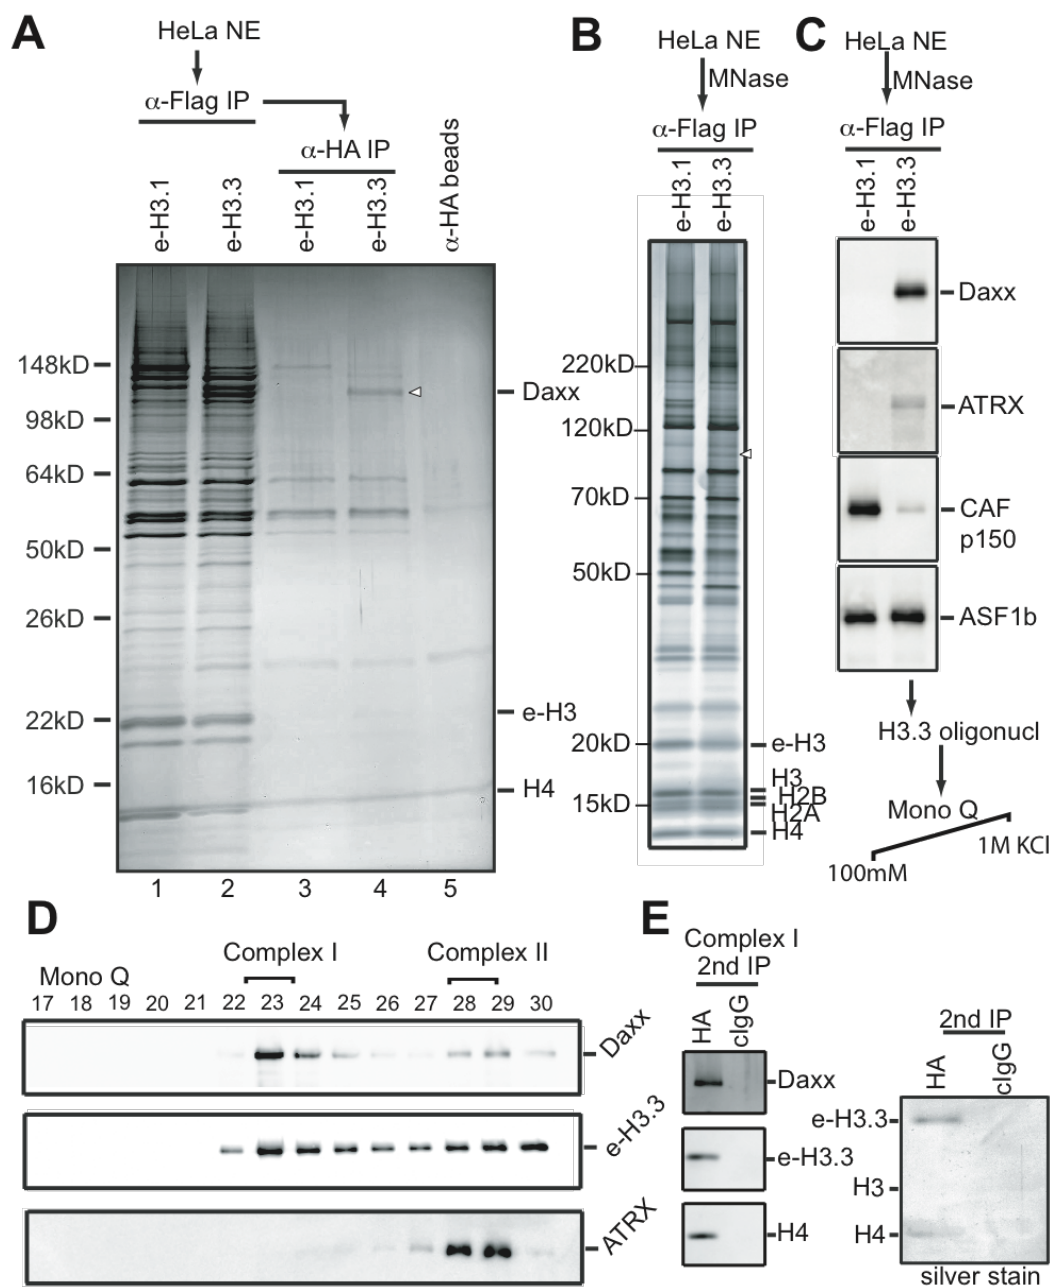 A
HeLa NE
α-Flag IP
α-HA IP
e-H3.1
e-H3.3
e-H3.1
e-H3.3
α-HA beads
148kD
98kD
64kD
50kD
26kD
22kD
16kD
Daxx
e-H3
H4
1 2 3 4 5
B
HeLa NE
MNase
α-Flag IP
e-H3.1
e-H3.3
220kD
120kD
70kD
50kD
20kD
15kD
e-H3
H3
H2B
H2A
H4
C
HeLa NE
MNase
α-Flag IP
e-H3.1
e-H3.3
Daxx
ATRX
CAF
p150
ASF1b
H3.3 oligonucl
Mono Q
1M KCl
100mM
D
Complex I
Complex II
Mono Q
17 18 19 20 21 22 23 24 25 26 27 28 29 30
Daxx
e-H3.3
ATRX
E
Complex I
2nd IP
HA
cIgG
Daxx
e-H3.3
H4
2nd IP
HA
cIgG
e-H3.3
H3
H4
silver stain